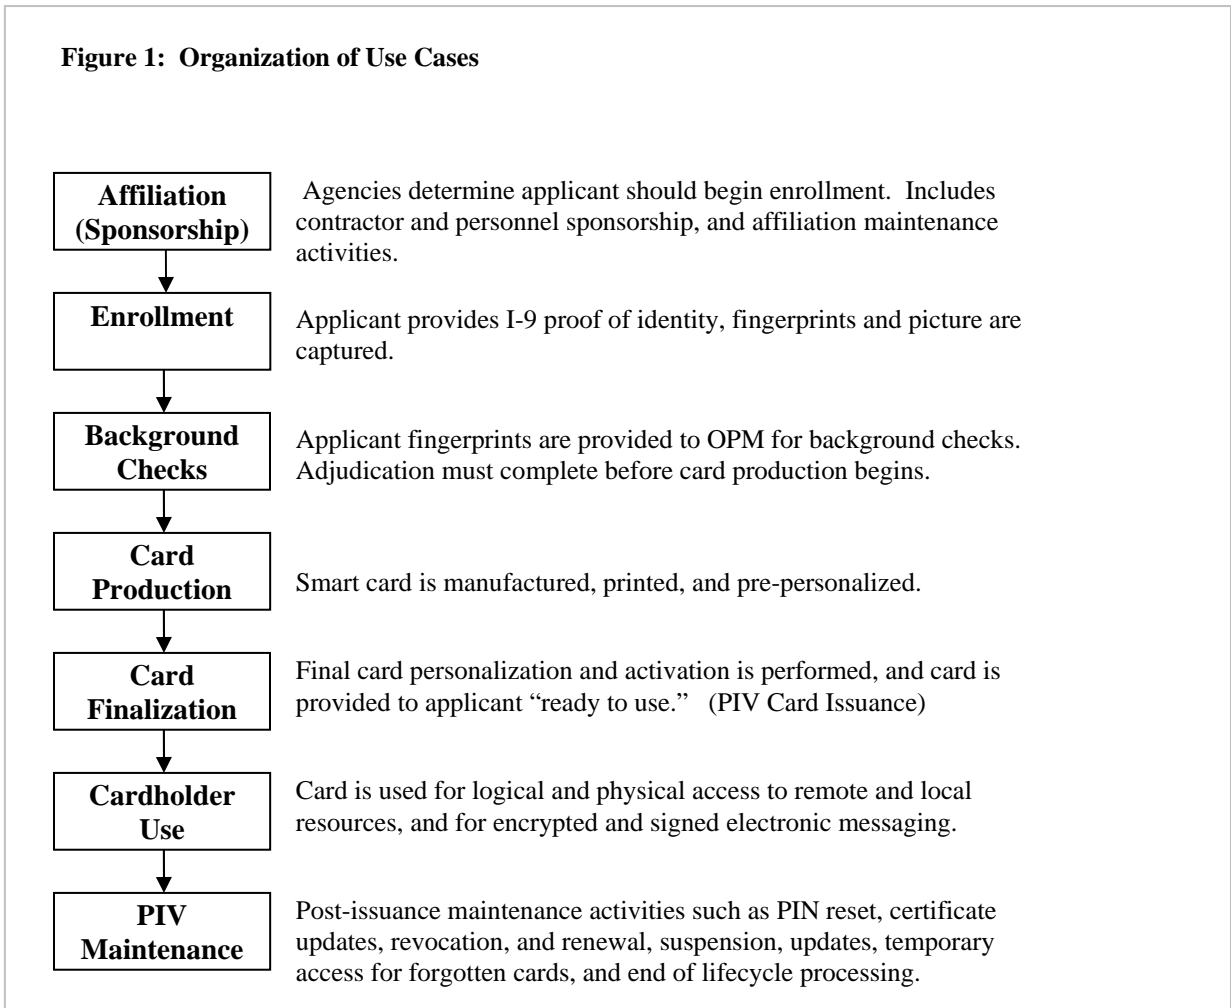 Figure 1:  Organization of Use Cases
Affiliation
(Sponsorship)
Agencies determine applicant should begin enrollment.  Includes
contractor and personnel sponsorship, and affiliation maintenance
activities.
Enrollment
Applicant provides I-9 proof of identity, fingerprints and picture are
captured.
Background
Checks
Applicant fingerprints are provided to OPM for background checks.
Adjudication must complete before card production begins.
Card
Production
Smart card is manufactured, printed, and pre-personalized.
Card
Finalization
Final card personalization and activation is performed, and card is
provided to applicant “ready to use.”   (PIV Card Issuance)
Cardholder
Use
Card is used for logical and physical access to remote and local
resources, and for encrypted and signed electronic messaging.
PIV
Maintenance
Post-issuance maintenance activities such as PIN reset, certificate
updates, revocation, and renewal, suspension, updates, temporary
access for forgotten cards, and end of lifecycle processing.